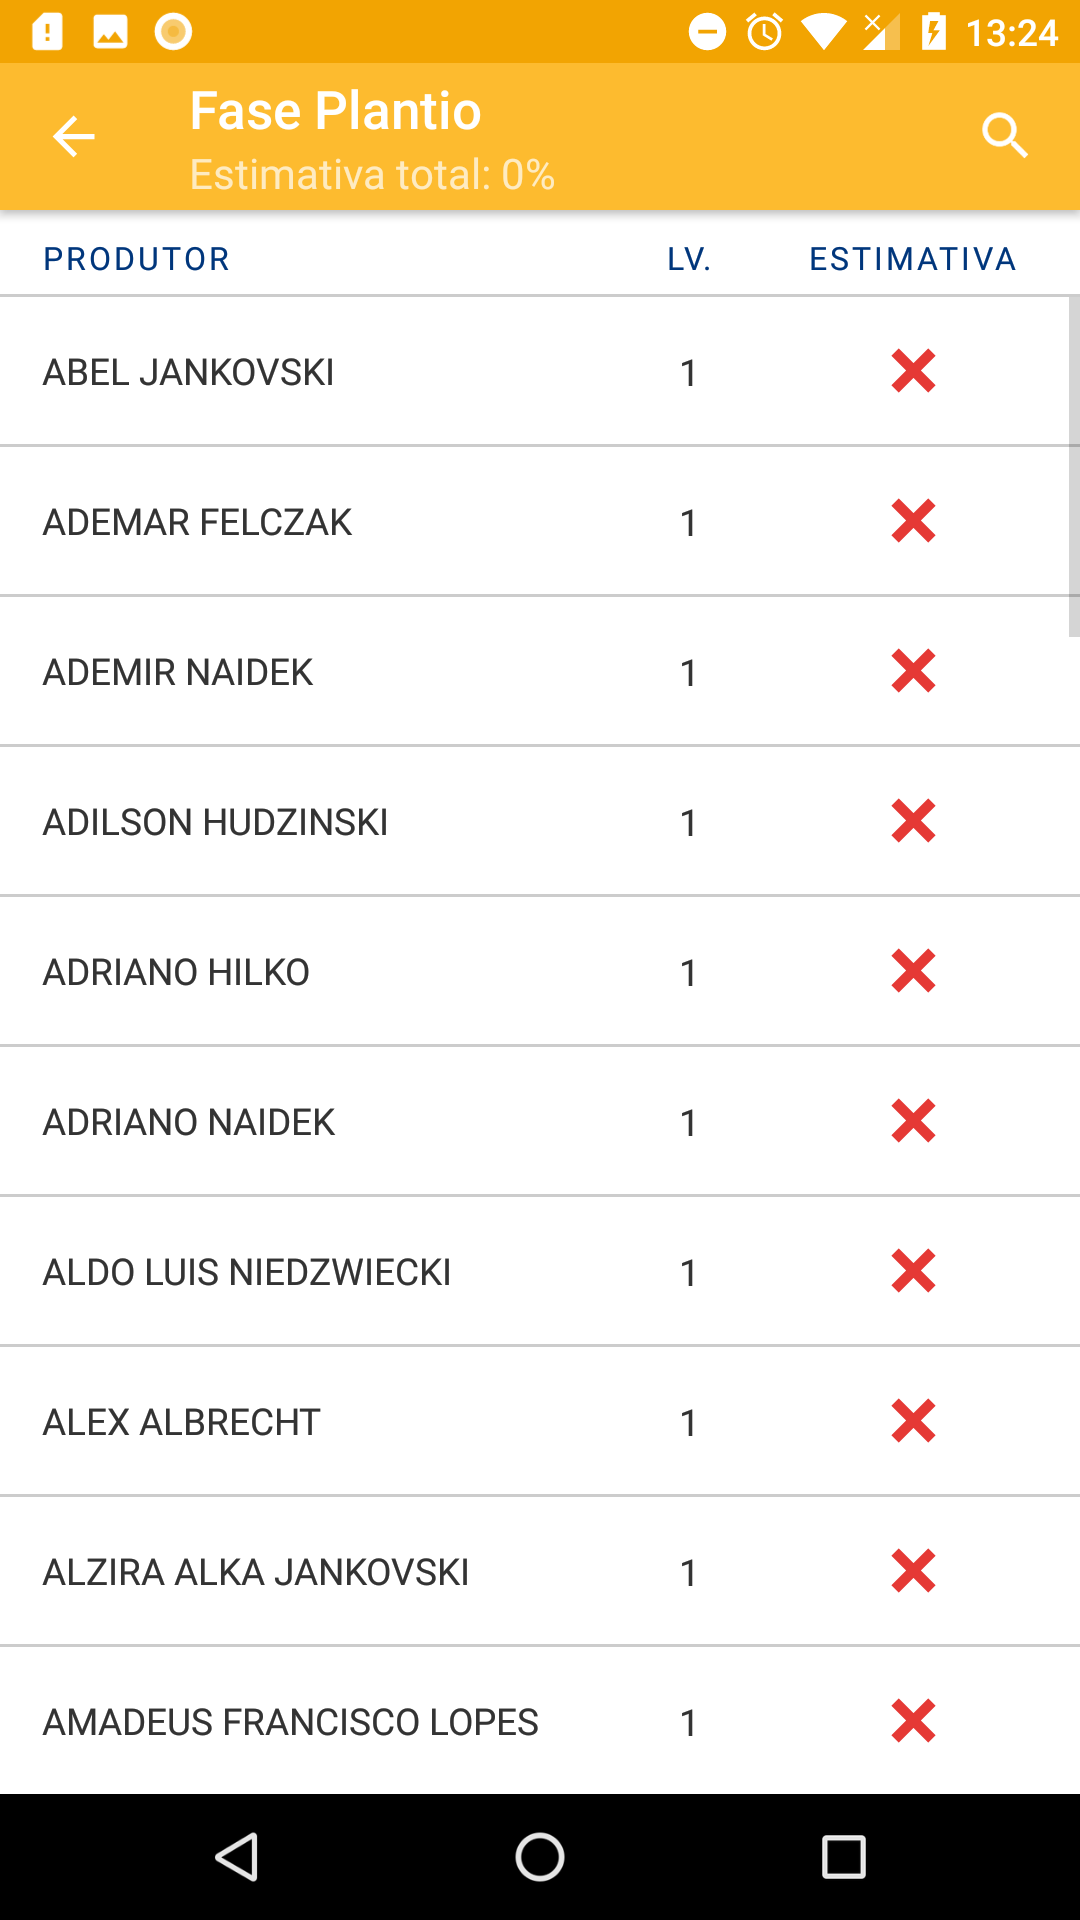 13:24
Fase Plantio
Estimativa total: 0%
PRODUTOR LV. ESTIMATIVA
ABEL JANKOVSKI 1
ADEMAR FELCZAK 1
ADEMIR NAIDEK 1
ADILSON HUDZINSKI 1
ADRIANO HILKO 1
ADRIANO NAIDEK 1
ALDO LUIS NIEDZWIECKI 1
ALEX ALBRECHT 1
ALZIRA ALKA JANKOVSKI 1
AMADEUS FRANCISCO LOPES 1